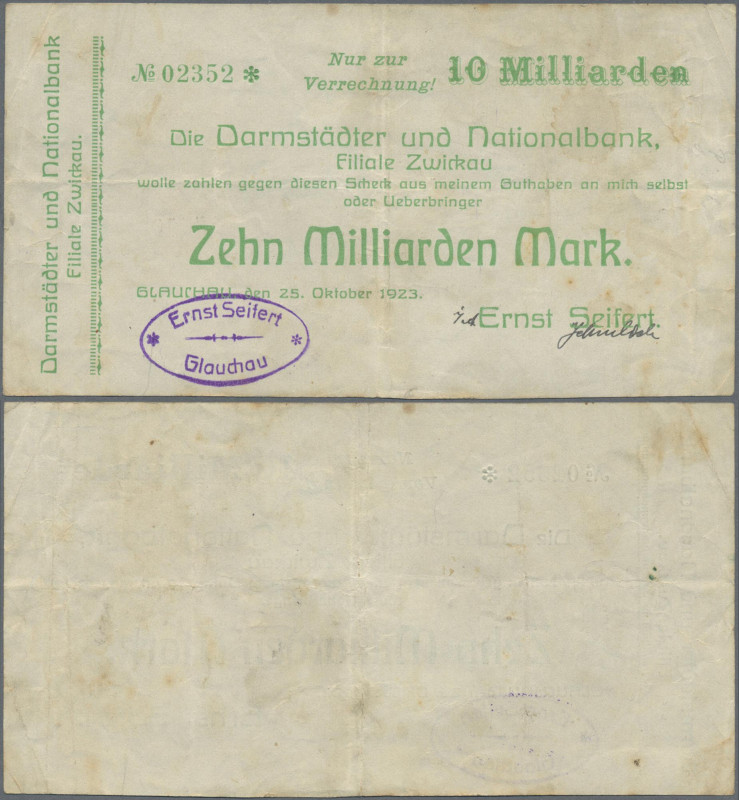 Darmstädter und Nationalbank
Filiale Zwickau.
№ 02352 *
Nur zur
Verrechnung!
10 Milliarden
Die Darmstädter und Nationalbank,
Filiale Zwickau
wolle zahlen gegen diesen Scheck aus meinem Guthaben an mich selbst
oder Ueberbringer
Zehn Milliarden Mark.
GLAUCHAU, den 25. Oktober 1923.
Ernst Seifert.
* Ernst Seifert *
Glauchau